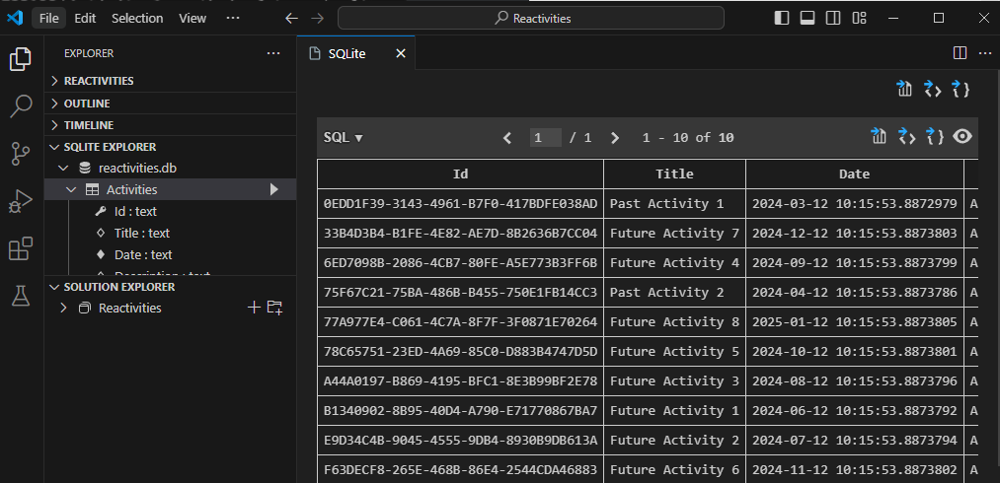 File Edit Selection View ··· Reactivities
EXPLORER ···
REACTIVITIES
OUTLINE
TIMELINE
SQLITE EXPLORER
reactivities.db
Activities
Id : text
Title : text
Date : text
Description : text
SOLUTION EXPLORER
Reactivities
SQLite
SQL ▼ 1 / 1 1 - 10 of 10
Id Title Date
0EDD1F39-3143-4961-B7F0-417BDFE038AD Past Activity 1 2024-03-12 10:15:53.8872979 A
33B4D3B4-B1FE-4E82-AE7D-8B2636B7CC04 Future Activity 7 2024-12-12 10:15:53.8873803 A
6ED7098B-2086-4CB7-80FE-A5E773B3FF6B Future Activity 4 2024-09-12 10:15:53.8873799 A
75F67C21-75BA-486B-B455-750E1FB14CC3 Past Activity 2 2024-04-12 10:15:53.8873786 A
77A977E4-C061-4C7A-8F7F-3F0871E70264 Future Activity 8 2025-01-12 10:15:53.8873805 A
78C65751-23ED-4A69-85C0-D883B4747D5D Future Activity 5 2024-10-12 10:15:53.8873801 A
A44A0197-B869-4195-BFC1-8E3B99BF2E78 Future Activity 3 2024-08-12 10:15:53.8873796 A
B1340902-8B95-40D4-A790-E71770867BA7 Future Activity 1 2024-06-12 10:15:53.8873792 A
E9D34C4B-9045-4555-9DB4-8930B9DB613A Future Activity 2 2024-07-12 10:15:53.8873794 A
F63DECF8-265E-468B-86E4-2544CDA46883 Future Activity 6 2024-11-12 10:15:53.8873802 A